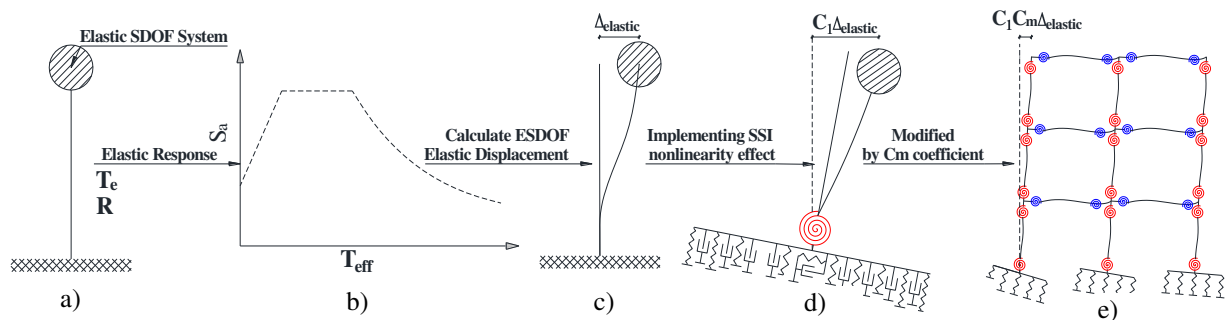 Elastic SDOF System
Elastic Response
Te
R
a)
Sa
Teff
b)
Calculate ESDOF
Elastic Displacement
Δelastic
c)
Implementing SSI
nonlinearity effect
C1Δelastic
d)
Modified
by Cm coefficient
C1CmΔelastic
e)